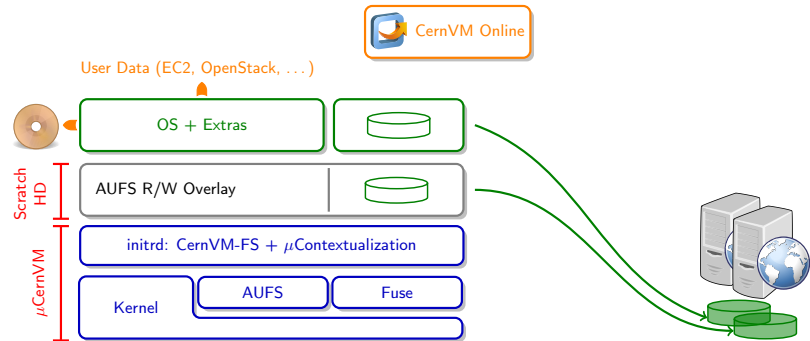 CernVM Online
User Data (EC2, OpenStack, . . . )
OS + Extras
Scratch
HD
AUFS R/W Overlay
µCernVM
initrd: CernVM-FS + µContextualization
Kernel
AUFS
Fuse